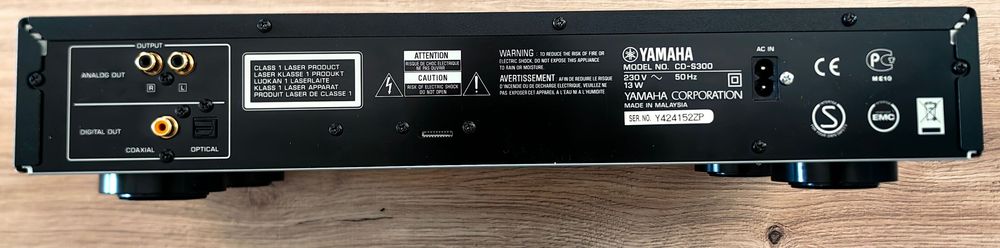 OUTPUT
ANALOG OUT
R
L
DIGITAL OUT
COAXIAL
OPTICAL
CLASS 1 LASER PRODUCT
LASER KLASSE 1 PRODUKT
LUOKAN 1 LASERLAITE
KLASS 1 LASER APPARAT
PRODUIT LASER DE CLASSE 1
ATTENTION
RISQUE DE CHOC ELECTRIQUE
NE PAS OUVRIR
CAUTION
RISK OF ELECTRIC SHOCK
DO NOT OPEN
WARNING : TO REDUCE THE RISK OF FIRE OR
ELECTRIC SHOCK, DO NOT EXPOSE THIS APPLIANCE
TO RAIN OR MOISTURE.
AVERTISSEMENT : AFIN DE REDUIRE LE RISQUE
D'INCENDIE OU DE DECHARGE ELECTRIQUE, VEUILLEZ NE
PAS EXPOSER CET APPAREIL A L'EAU NI A L'HUMIDITE.
YAMAHA
MODEL NO. CD-S300
230 V ~ 50 Hz
13 W
YAMAHA CORPORATION
MADE IN MALAYSIA
SER.NO. Y424152ZP
AC IN
CE
ME10
S
EMC